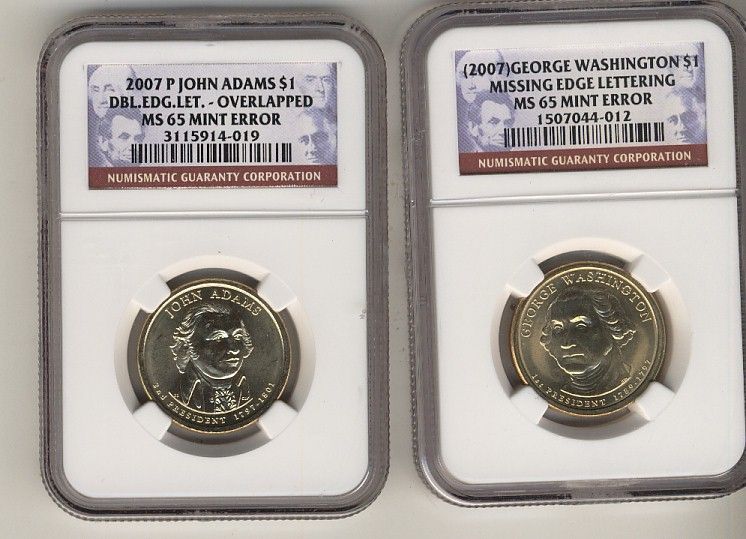 2007 P JOHN ADAMS $1
DBL.EDG.LET. - OVERLAPPED
MS 65 MINT ERROR
3115914-019
NUMISMATIC GUARANTY CORPORATION
JOHN ADAMS
2nd PRESIDENT 1797-1801
(2007)GEORGE WASHINGTON $1
MISSING EDGE LETTERING
MS 65 MINT ERROR
1507044-012
NUMISMATIC GUARANTY CORPORATION
GEORGE WASHINGTON
1st PRESIDENT 1789-1797